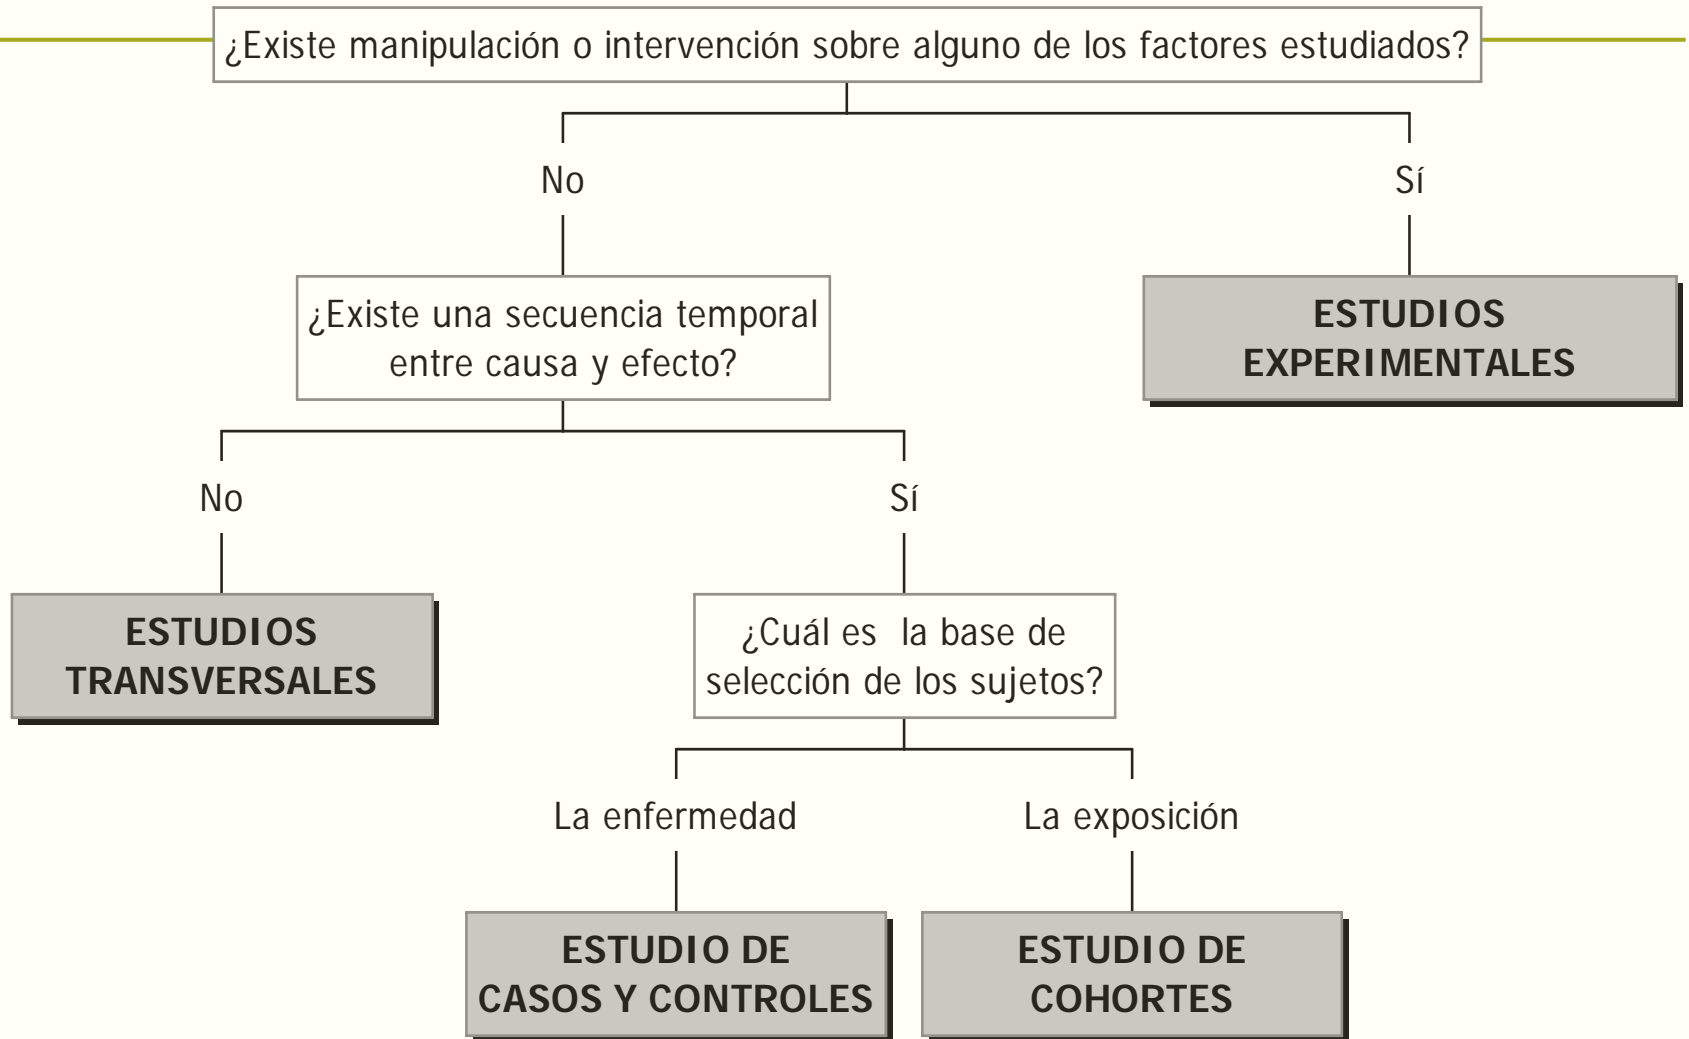 ¿Existe manipulación o intervención sobre alguno de los factores estudiados?
No
Sí
¿Existe una secuencia temporal
entre causa y efecto?
ESTUDIOS
EXPERIMENTALES
No
Sí
ESTUDIOS
TRANSVERSALES
¿Cuál es la base de
selección de los sujetos?
La enfermedad
La exposición
ESTUDIO DE
CASOS Y CONTROLES
ESTUDIO DE
COHORTES